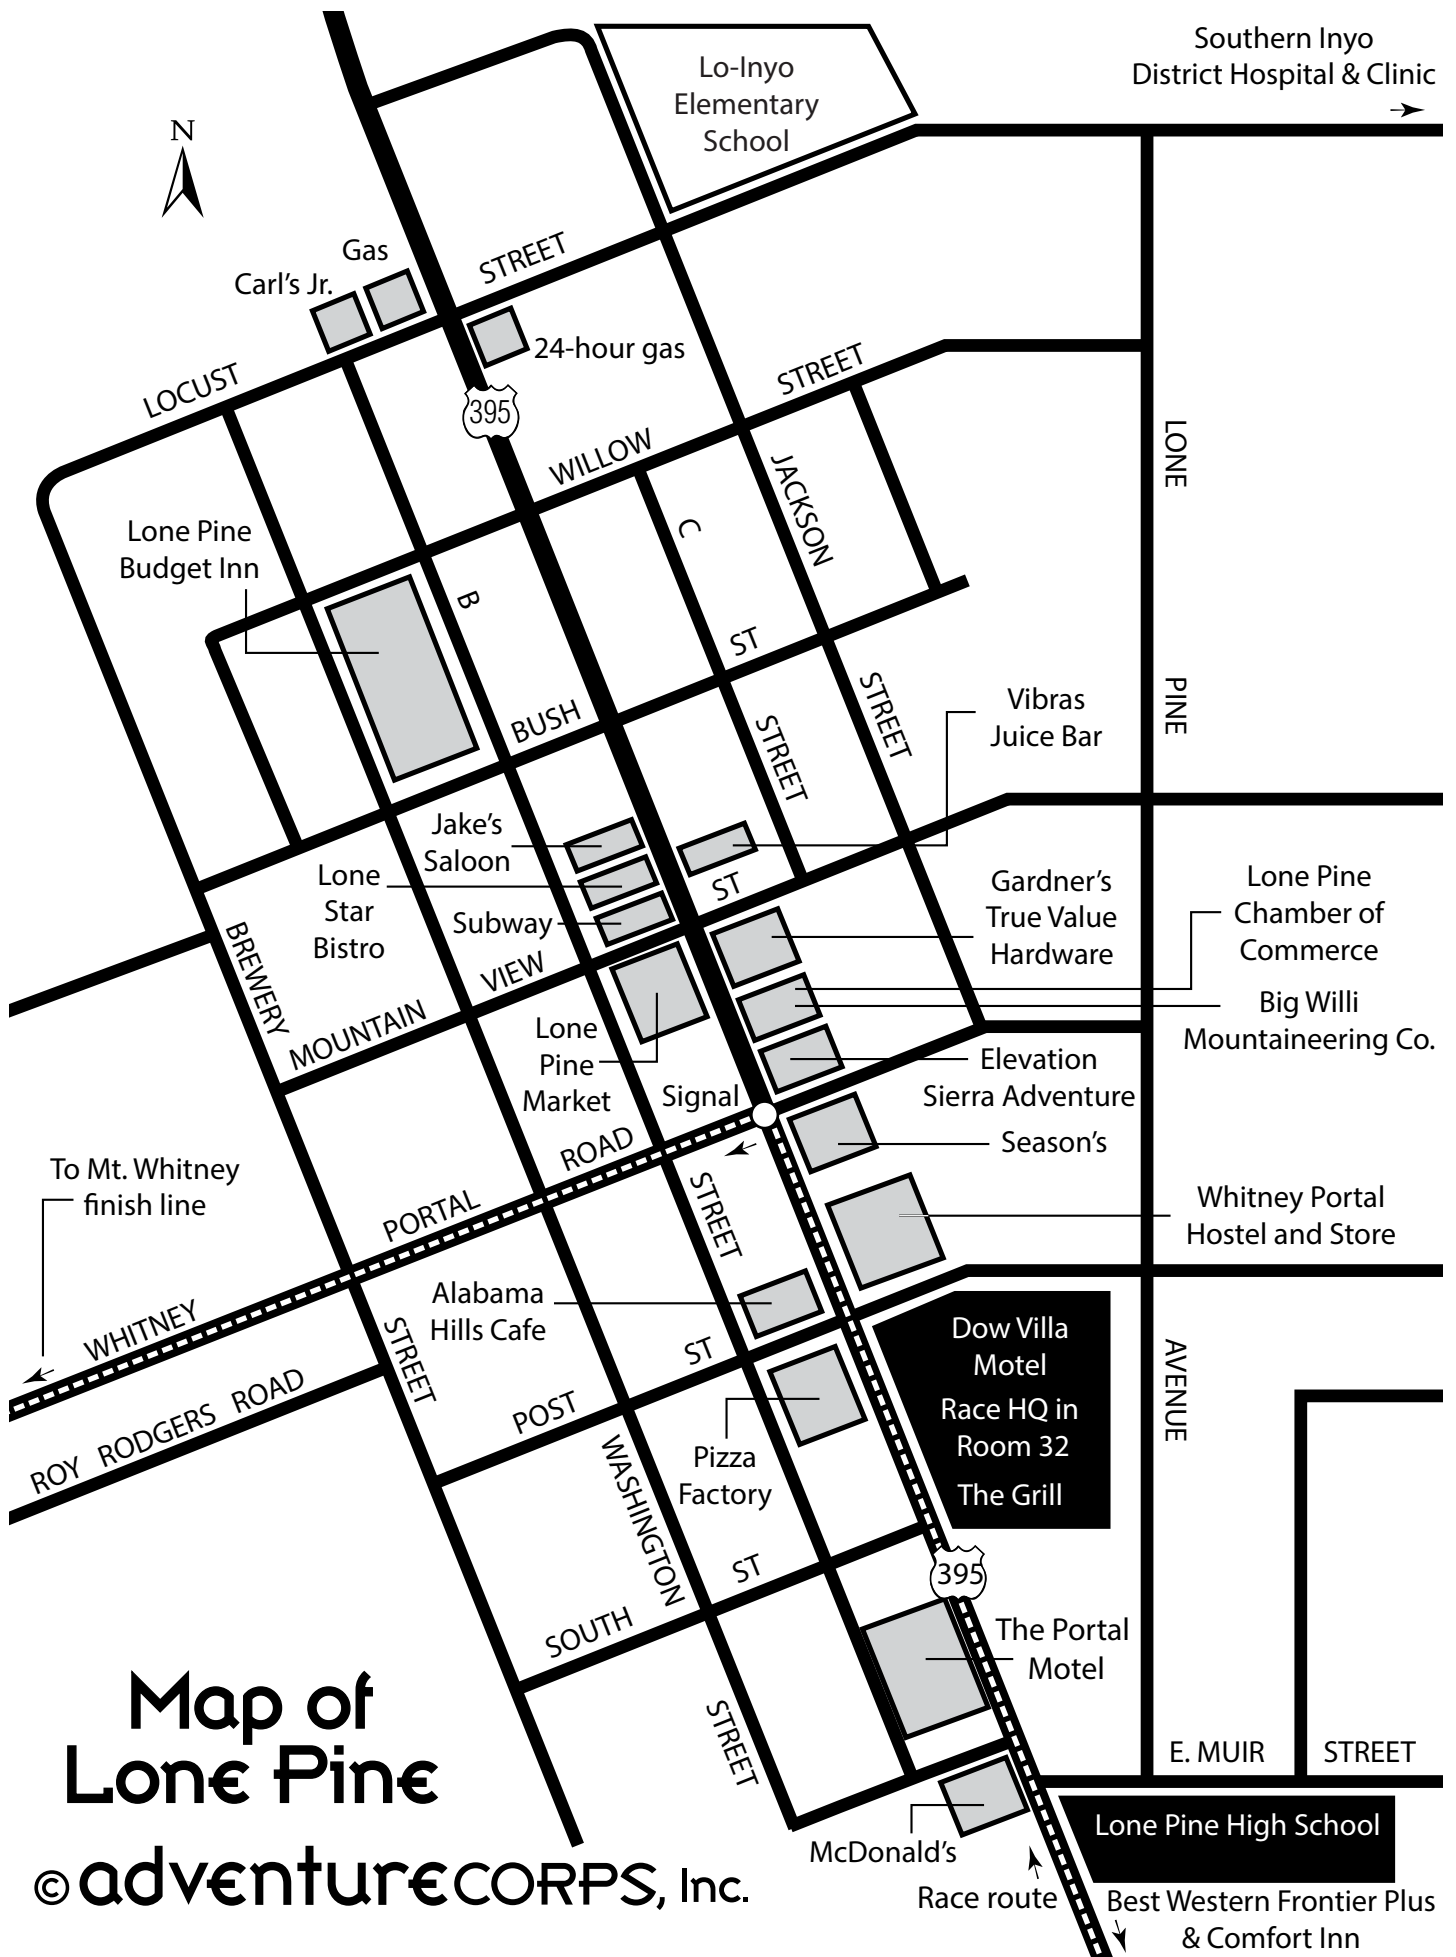 Southern Inyo
District Hospital & Clinic
Lo-Inyo
Elementary
School
N
Gas
Carl's Jr.
STREET
24-hour gas
LOCUST
395
STREET
WILLOW
LONE
JACKSON
C
Lone Pine
Budget Inn
B
ST
BUSH
STREET
STREET
PINE
Vibras
Juice Bar
Jake's
Saloon
Lone
Star
Bistro
Subway
ST
Gardner's
True Value
Hardware
Lone Pine
Chamber of
Commerce
BREWERY
VIEW
MOUNTAIN
Big Willi
Mountaineering Co.
Lone
Pine
Market
Signal
Elevation
Sierra Adventure
Season's
ROAD
To Mt. Whitney
finish line
PORTAL
STREET
Whitney Portal
Hostel and Store
WHITNEY
Alabama
Hills Cafe
STREET
ST
Dow Villa
Motel
Race HQ in
Room 32
The Grill
AVENUE
ROY RODGERS ROAD
POST
Pizza
Factory
WASHINGTON
ST
395
SOUTH
The Portal
Motel
STREET
E. MUIR STREET
Map of
Lone Pine
© adventureCORPS, Inc.
McDonald's
Lone Pine High School
Race route
Best Western Frontier Plus
& Comfort Inn